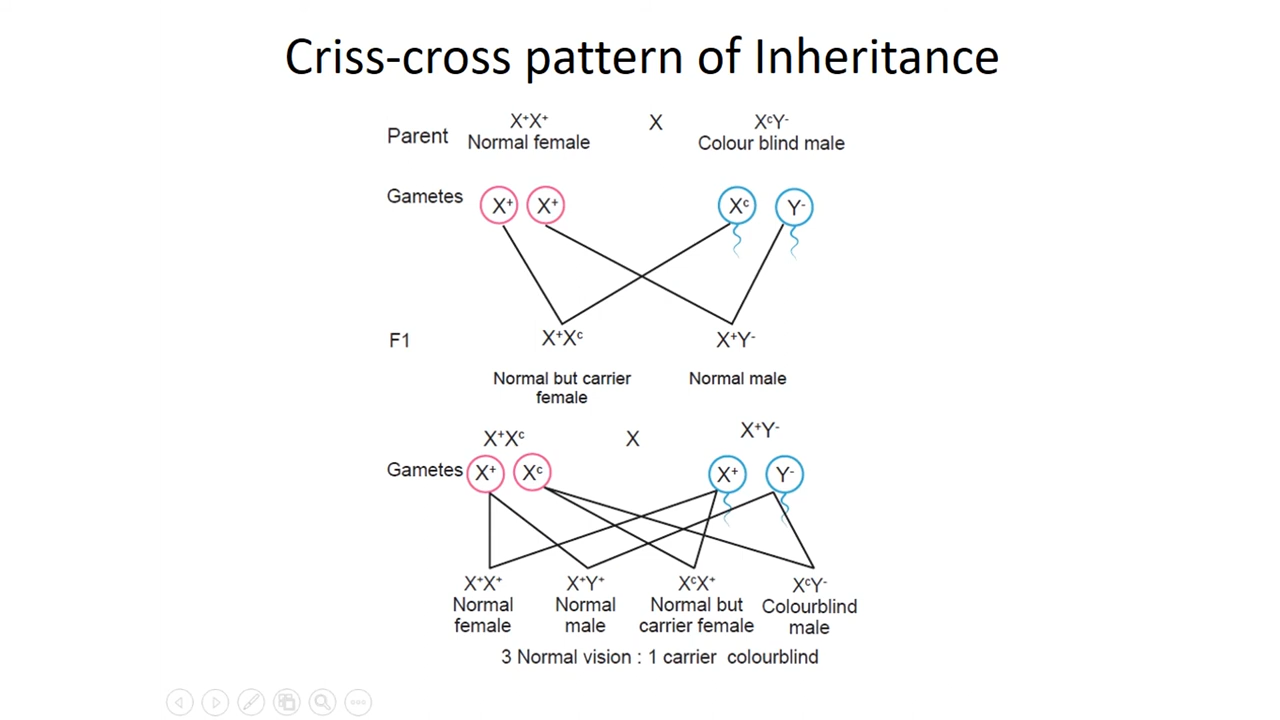 Criss-cross pattern of Inheritance
Parent X⁺X⁺ X XᶜY⁻
Normal female Colour blind male
Gametes X⁺ X⁺ Xᶜ Y⁻
F1 X⁺Xᶜ X⁺Y⁻
Normal but carrier Normal male
female
X⁺Xᶜ X X⁺Y⁻
Gametes X⁺ Xᶜ X⁺ Y⁻
X⁺X⁺ X⁺Y⁺ XᶜX⁺ XᶜY⁻
Normal Normal Normal but Colourblind
female male carrier female male
3 Normal vision : 1 carrier colourblind